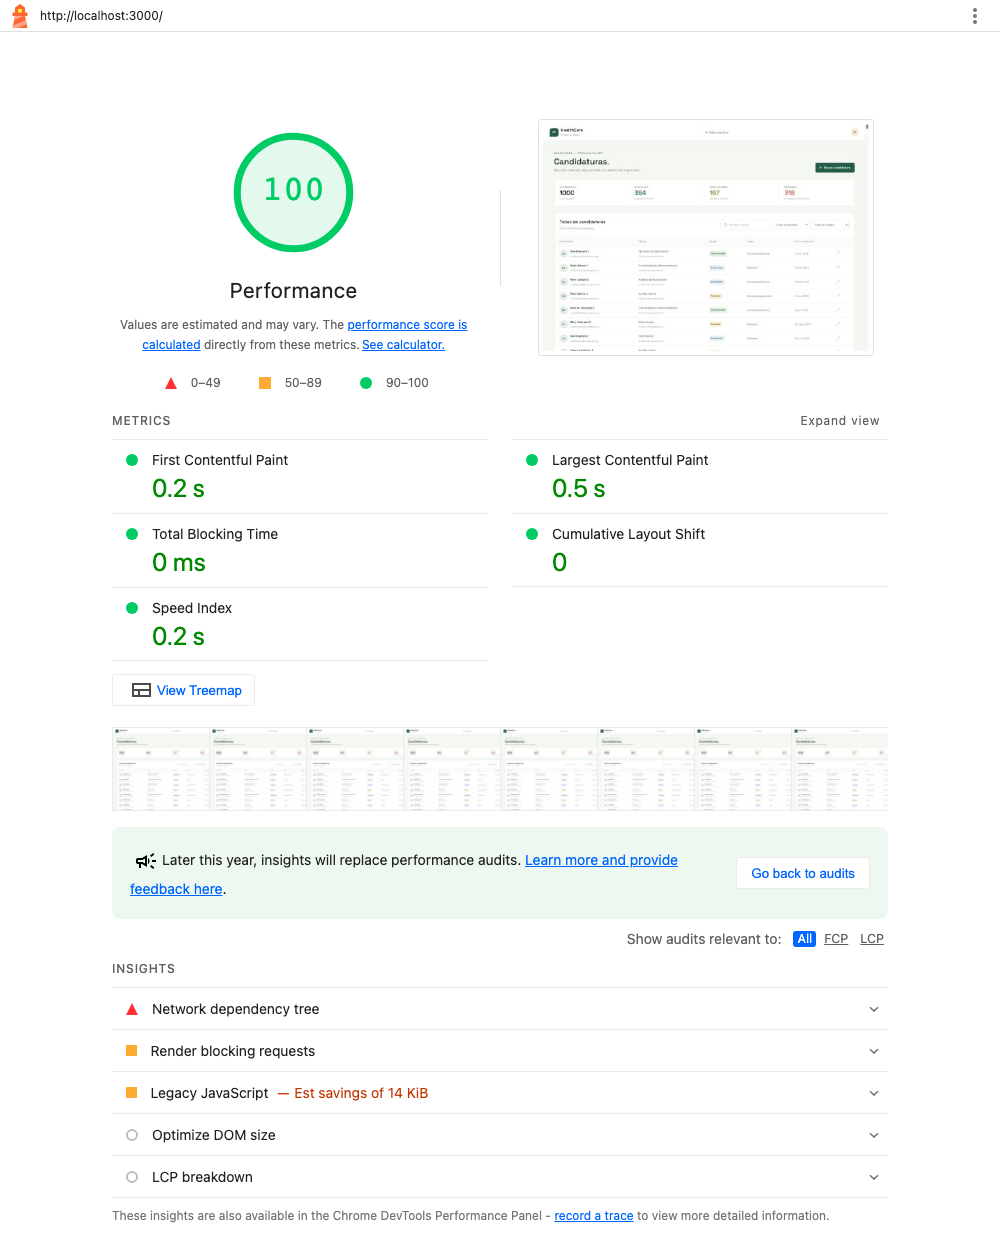 http://localhost:3000/
100
Performance
Values are estimated and may vary. The performance score is
calculated directly from these metrics. See calculator.
0–49
50–89
90–100
Candidaturas.
1000
364
167
318
Todas las candidaturas
METRICS
Expand view
First Contentful Paint
0.2 s
Largest Contentful Paint
0.5 s
Total Blocking Time
0 ms
Cumulative Layout Shift
0
Speed Index
0.2 s
View Treemap
Later this year, insights will replace performance audits. Learn more and provide
feedback here.
Go back to audits
Show audits relevant to: All FCP LCP
INSIGHTS
Network dependency tree
Render blocking requests
Legacy JavaScript — Est savings of 14 KiB
Optimize DOM size
LCP breakdown
These insights are also available in the Chrome DevTools Performance Panel - record a trace to view more detailed information.